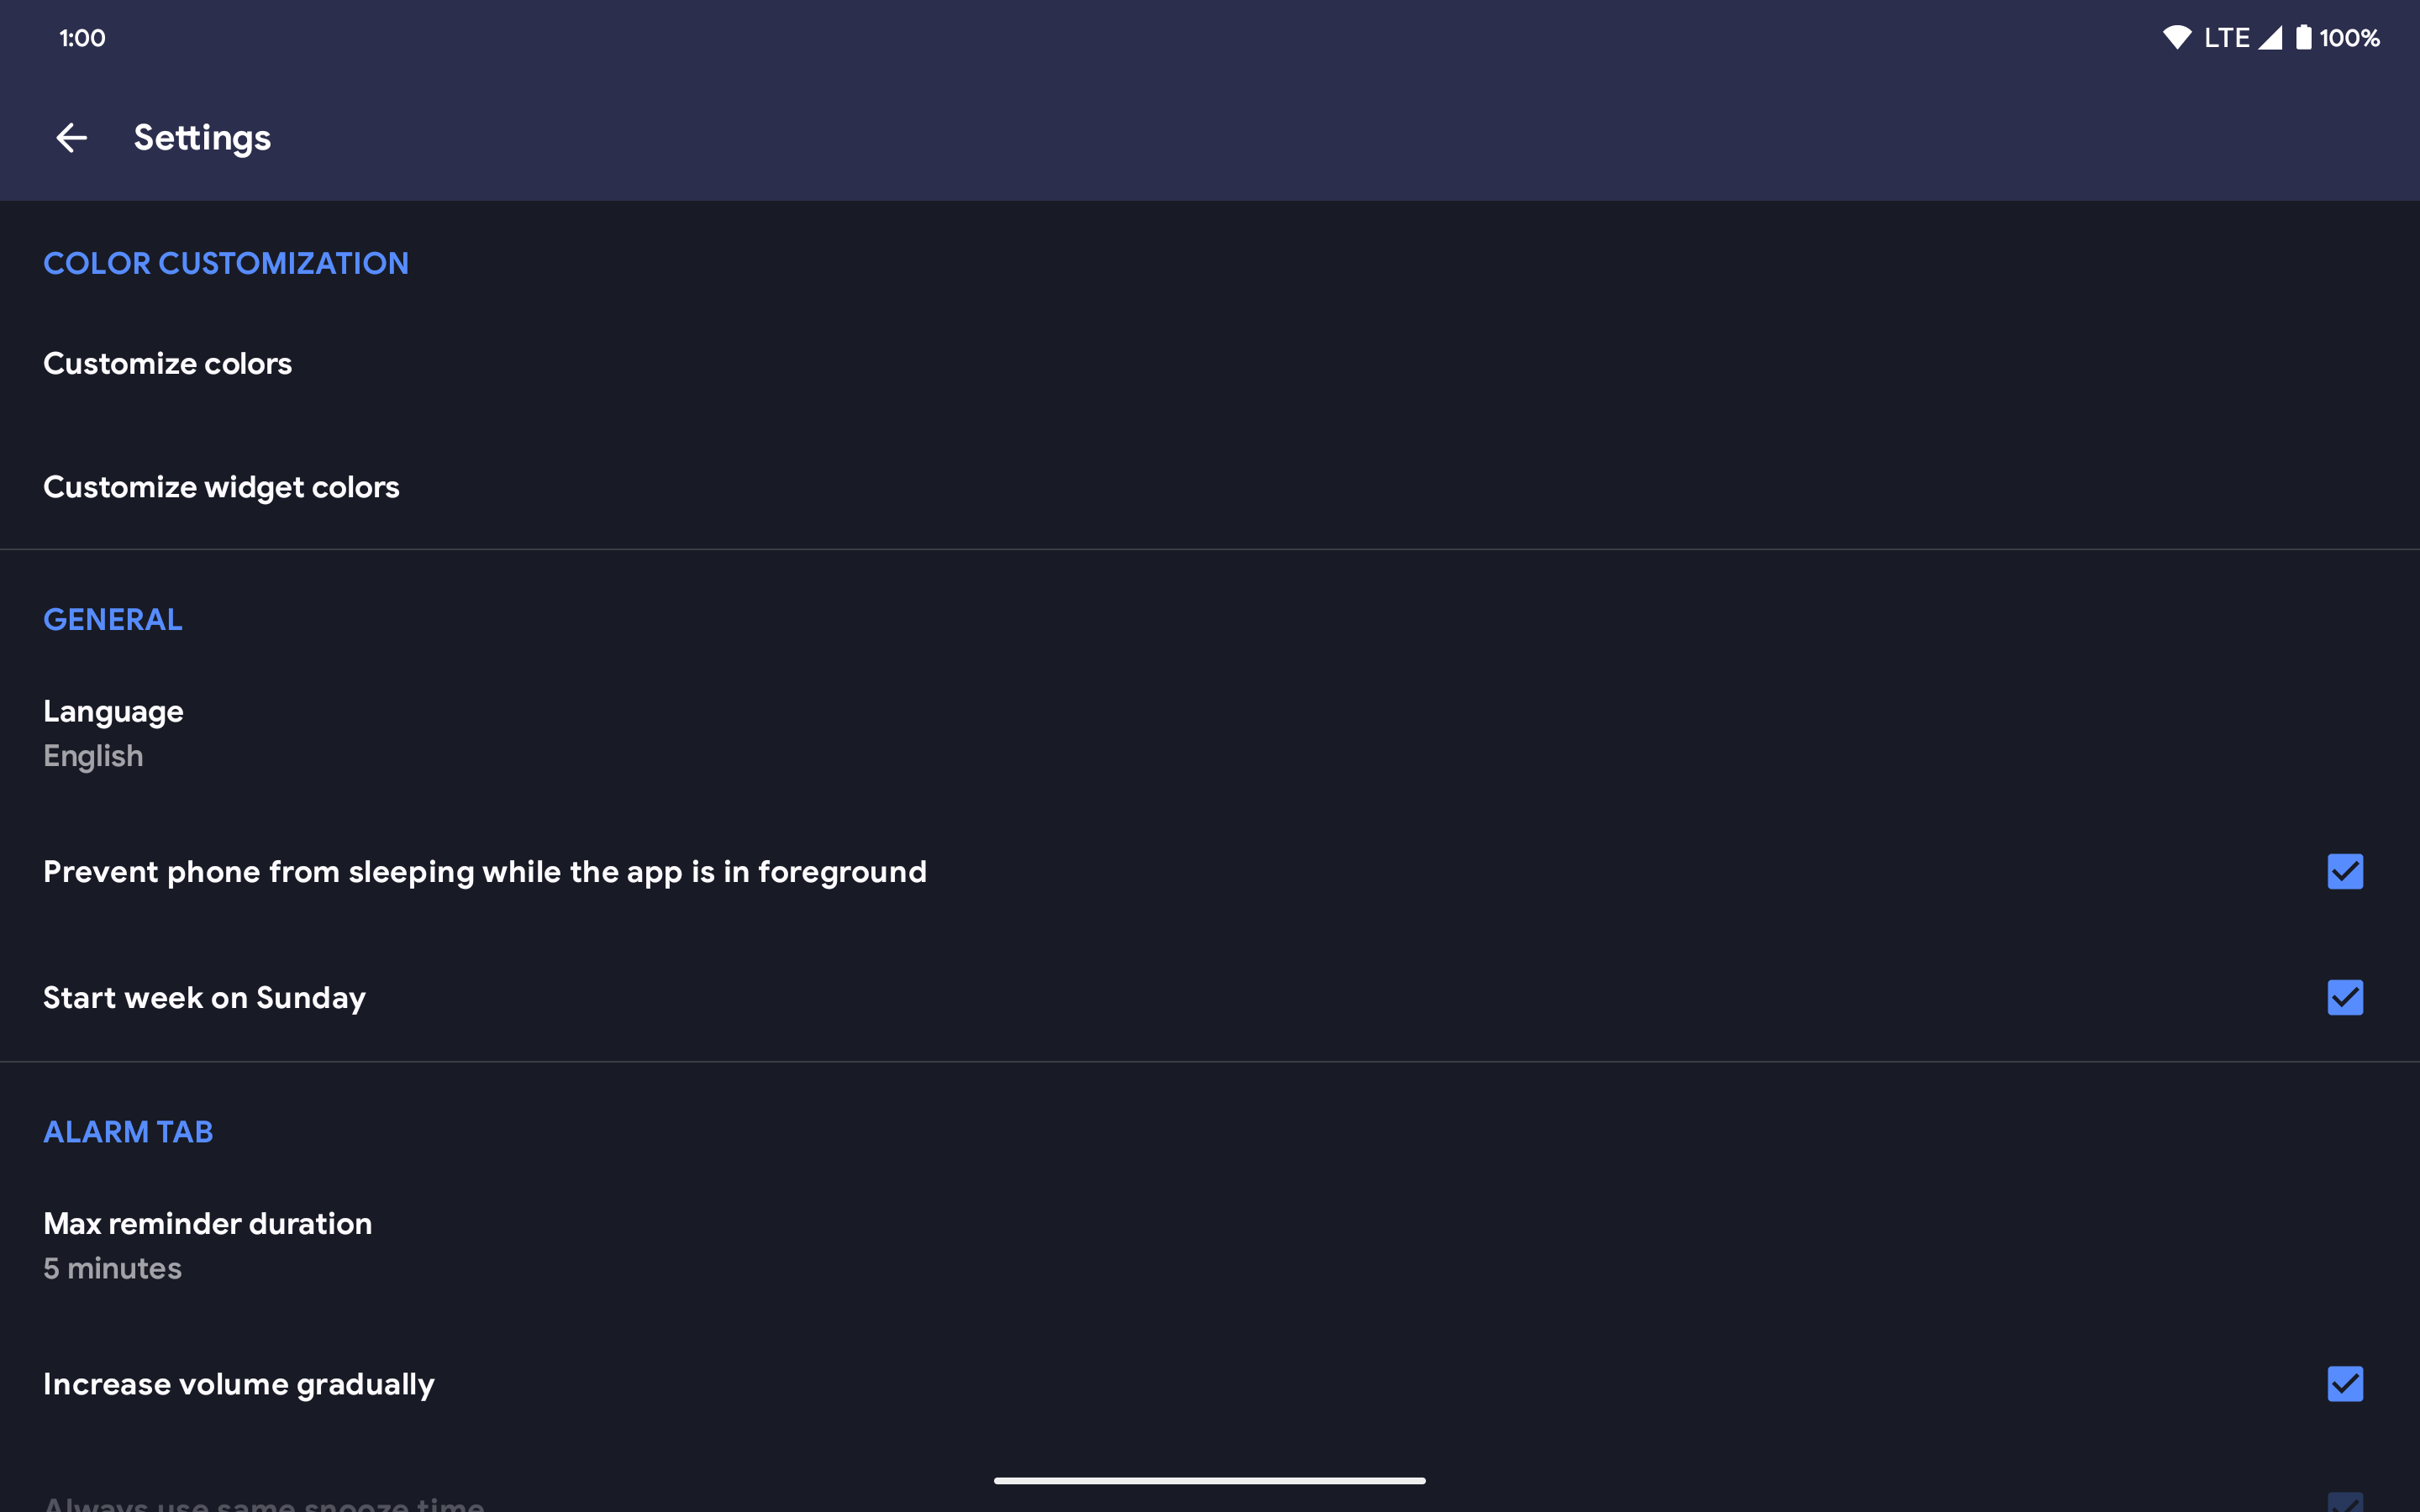 1:00
LTE 100%
Settings
COLOR CUSTOMIZATION
Customize colors
Customize widget colors
GENERAL
Language
English
Prevent phone from sleeping while the app is in foreground
Start week on Sunday
ALARM TAB
Max reminder duration
5 minutes
Increase volume gradually
Always use same snooze time